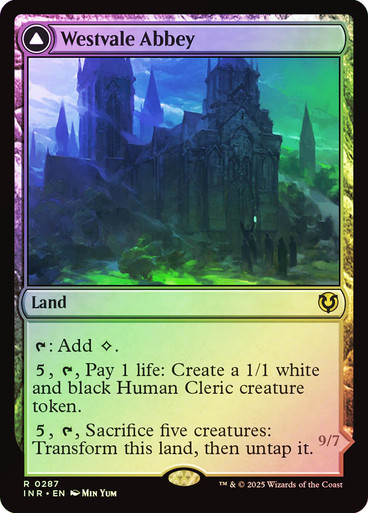 Westvale Abbey
Land
: Add .
5, , Pay 1 life: Create a 1/1 white
and black Human Cleric creature
token.
5, , Sacrifice five creatures:
Transform this land, then untap it.
9/7
R 0287
INR • EN Min Yum
™ & © 2025 Wizards of the Coast